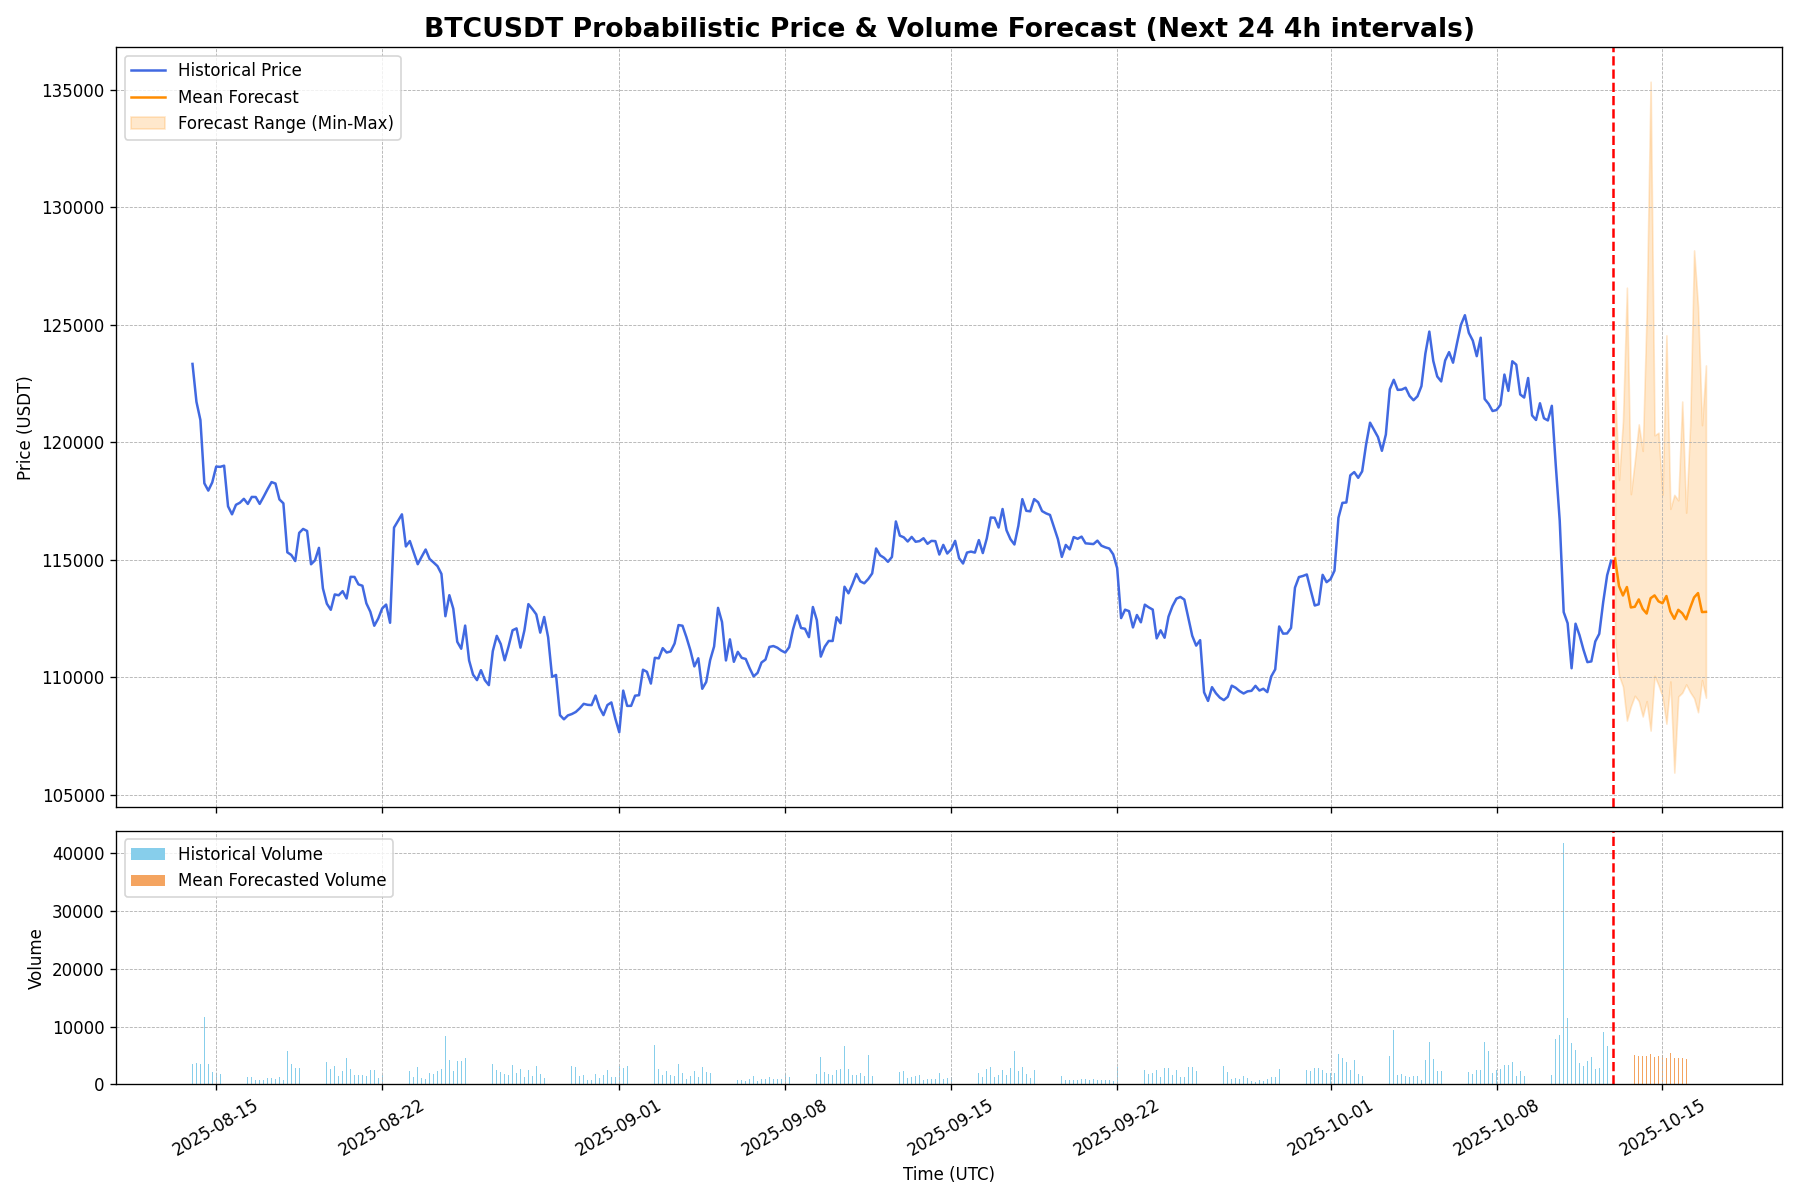 BTCUSDT Probabilistic Price & Volume Forecast (Next 24 4h intervals)
Historical Price
Mean Forecast
Forecast Range (Min-Max)
135000
130000
125000
120000
115000
110000
105000
Price (USDT)
Historical Volume
Mean Forecasted Volume
40000
30000
20000
10000
0
Volume
2025-08-15
2025-08-22
2025-09-01
2025-09-08
2025-09-15
2025-09-22
2025-10-01
2025-10-08
2025-10-15
Time (UTC)